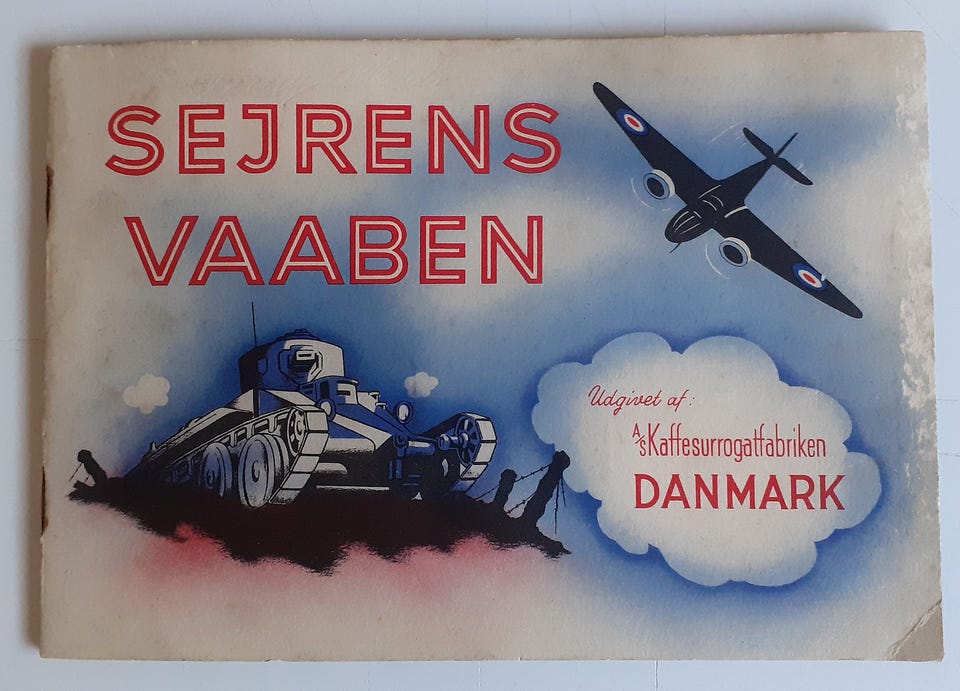 SEJRENS
VAABEN
Udgivet af:
A/S Kaffesurrogatfabriken
DANMARK